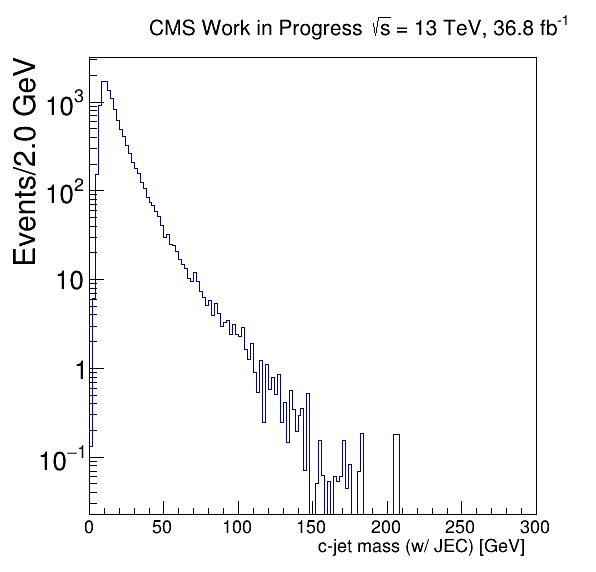 CMS Work in Progress √s = 13 TeV, 36.8 fb⁻¹
Events/2.0 GeV
10³
10²
10
1
10⁻¹
0 50 100 150 200 250 300
c-jet mass (w/ JEC) [GeV]